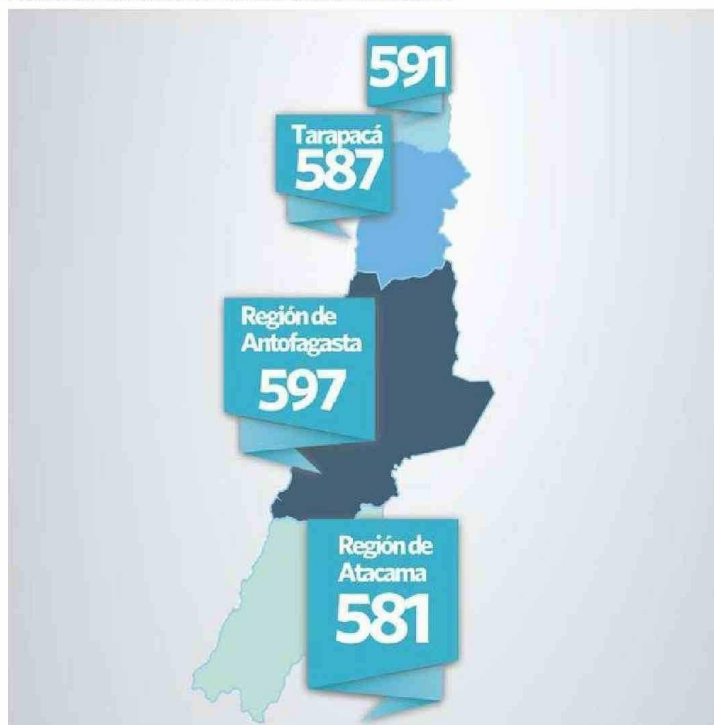 591
Tarapacá
587
Región de
Antofagasta
597
Región de
Atacama
581